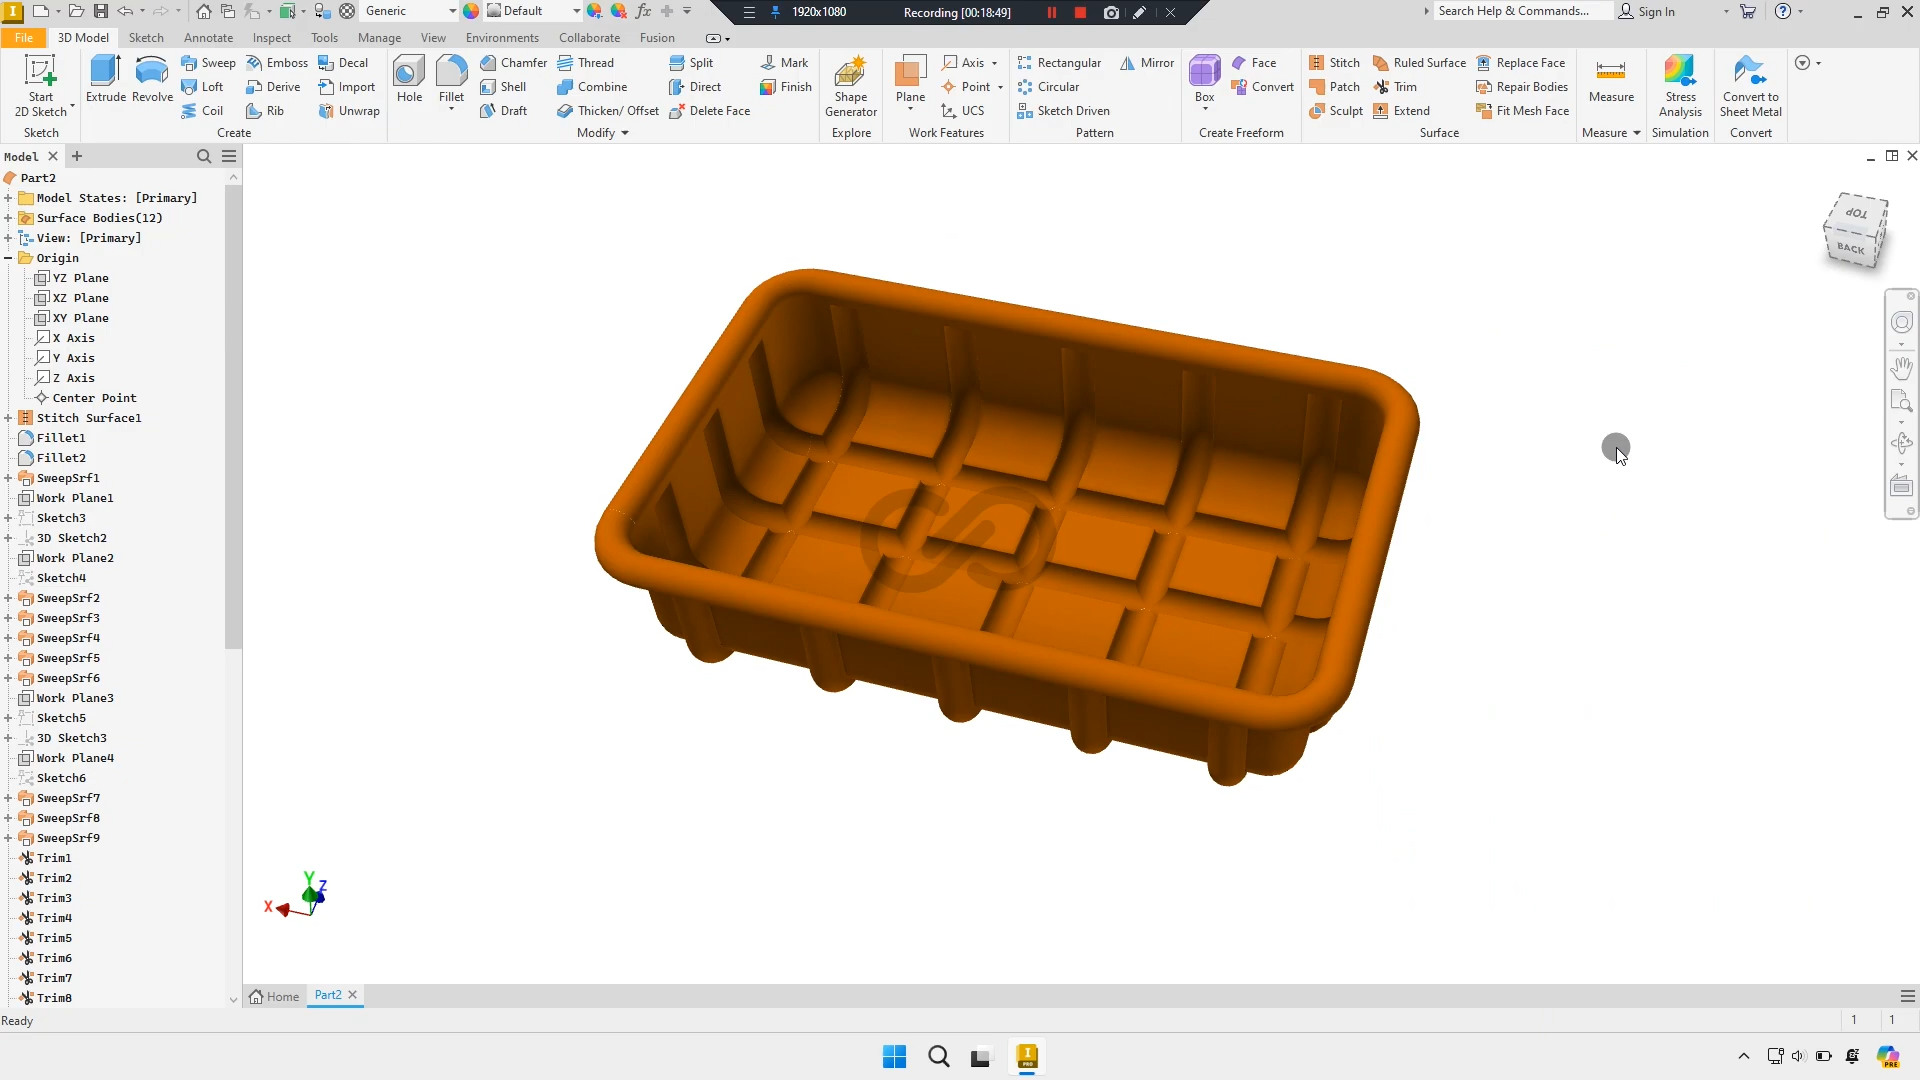 Generic
Default
1920x1080
Recording [00:18:49]
Search Help & Commands...
Sign In
File
3D Model
Sketch
Annotate
Inspect
Tools
Manage
View
Environments
Collaborate
Fusion
Start
2D Sketch
Sketch
Extrude
Revolve
Sweep
Loft
Coil
Emboss
Derive
Rib
Decal
Import
Unwrap
Create
Hole
Fillet
Chamfer
Shell
Draft
Thread
Combine
Thicken/ Offset
Split
Direct
Delete Face
Mark
Finish
Modify
Shape
Generator
Explore
Plane
Axis
Point
UCS
Work Features
Rectangular
Circular
Sketch Driven
Mirror
Pattern
Box
Face
Convert
Create Freeform
Stitch
Patch
Sculpt
Ruled Surface
Trim
Extend
Replace Face
Repair Bodies
Fit Mesh Face
Surface
Measure
Measure
Stress
Analysis
Simulation
Convert to
Sheet Metal
Convert
Model
Part2
Model States: [Primary]
Surface Bodies(12)
View: [Primary]
Origin
YZ Plane
XZ Plane
XY Plane
X Axis
Y Axis
Z Axis
Center Point
Stitch Surface1
Fillet1
Fillet2
SweepSrf1
Work Plane1
Sketch3
3D Sketch2
Work Plane2
Sketch4
SweepSrf2
SweepSrf3
SweepSrf4
SweepSrf5
SweepSrf6
Work Plane3
Sketch5
3D Sketch3
Work Plane4
Sketch6
SweepSrf7
SweepSrf8
SweepSrf9
Trim1
Trim2
Trim3
Trim4
Trim5
Trim6
Trim7
Trim8
TOP
BACK
X
Y
Z
Home
Part2
Ready
1
1
I
PRO
PRE